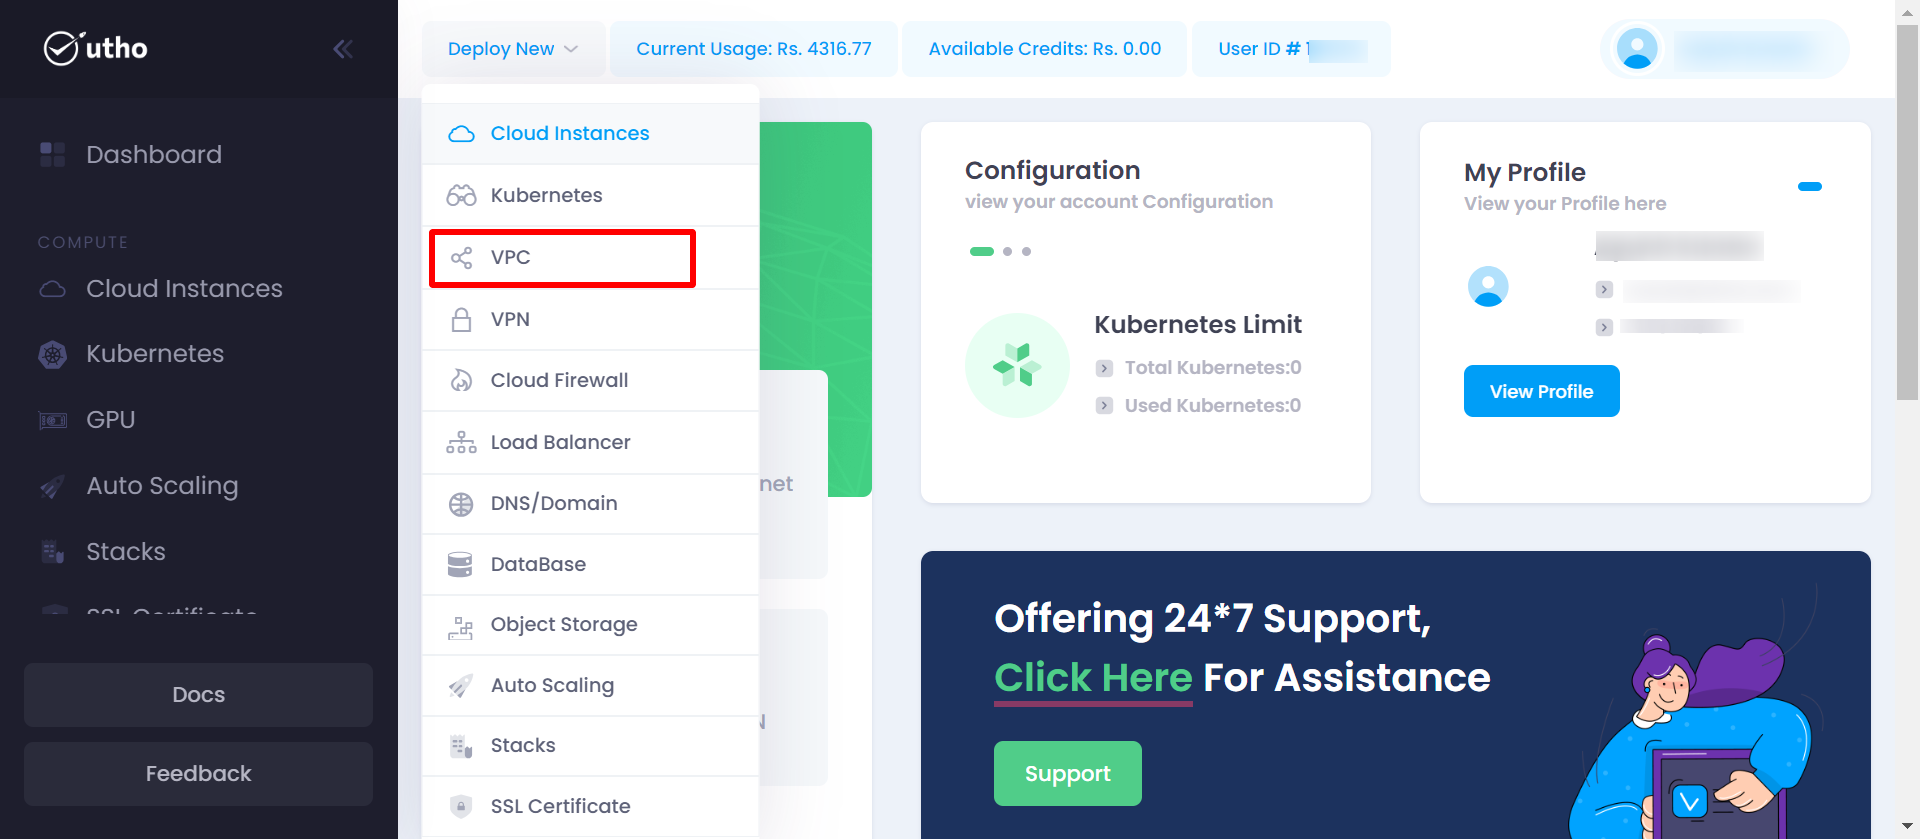 utho
Deploy New
Current Usage: Rs. 4316.77
Available Credits: Rs. 0.00
User ID # 1
Dashboard
COMPUTE
Cloud Instances
Kubernetes
GPU
Auto Scaling
Stacks
SSL Certificate
Docs
Feedback
Cloud Instances
Kubernetes
VPC
VPN
Cloud Firewall
Load Balancer
DNS/Domain
DataBase
Object Storage
Auto Scaling
Stacks
SSL Certificate
net
N
Configuration
view your account Configuration
Kubernetes Limit
Total Kubernetes:0
Used Kubernetes:0
My Profile
View your Profile here
View Profile
Offering 24*7 Support,
Click Here For Assistance
Support